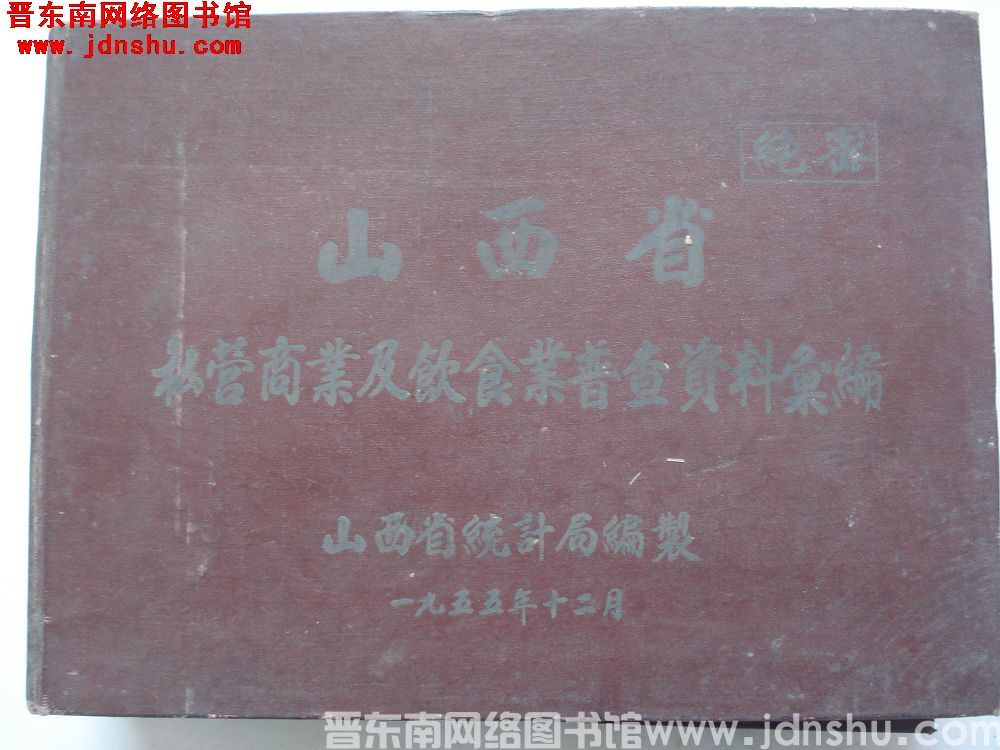 晋东南网络图书馆
www.jdnshu.com
絕密
山西省
私营商業及飲食業普查資料彙編
山西省統計局編製
一九五五年十二月
晋东南网络图书馆www.jdnshu.com